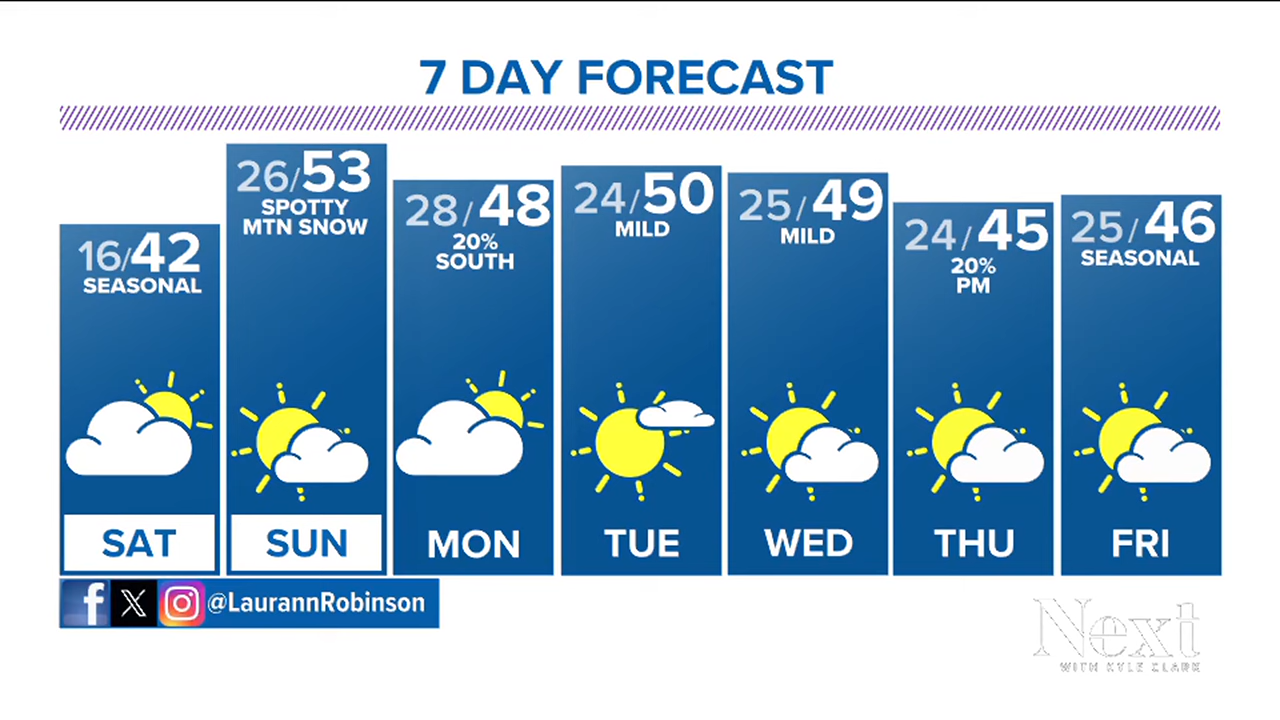 7 DAY FORECAST
16/42
SEASONAL
SAT
26/53
SPOTTY
MTN SNOW
SUN
28/48
20%
SOUTH
MON
24/50
MILD
TUE
25/49
MILD
WED
24/45
20%
PM
THU
25/46
SEASONAL
FRI
@LaurannRobinson
Next
WITH KYLE CLARK